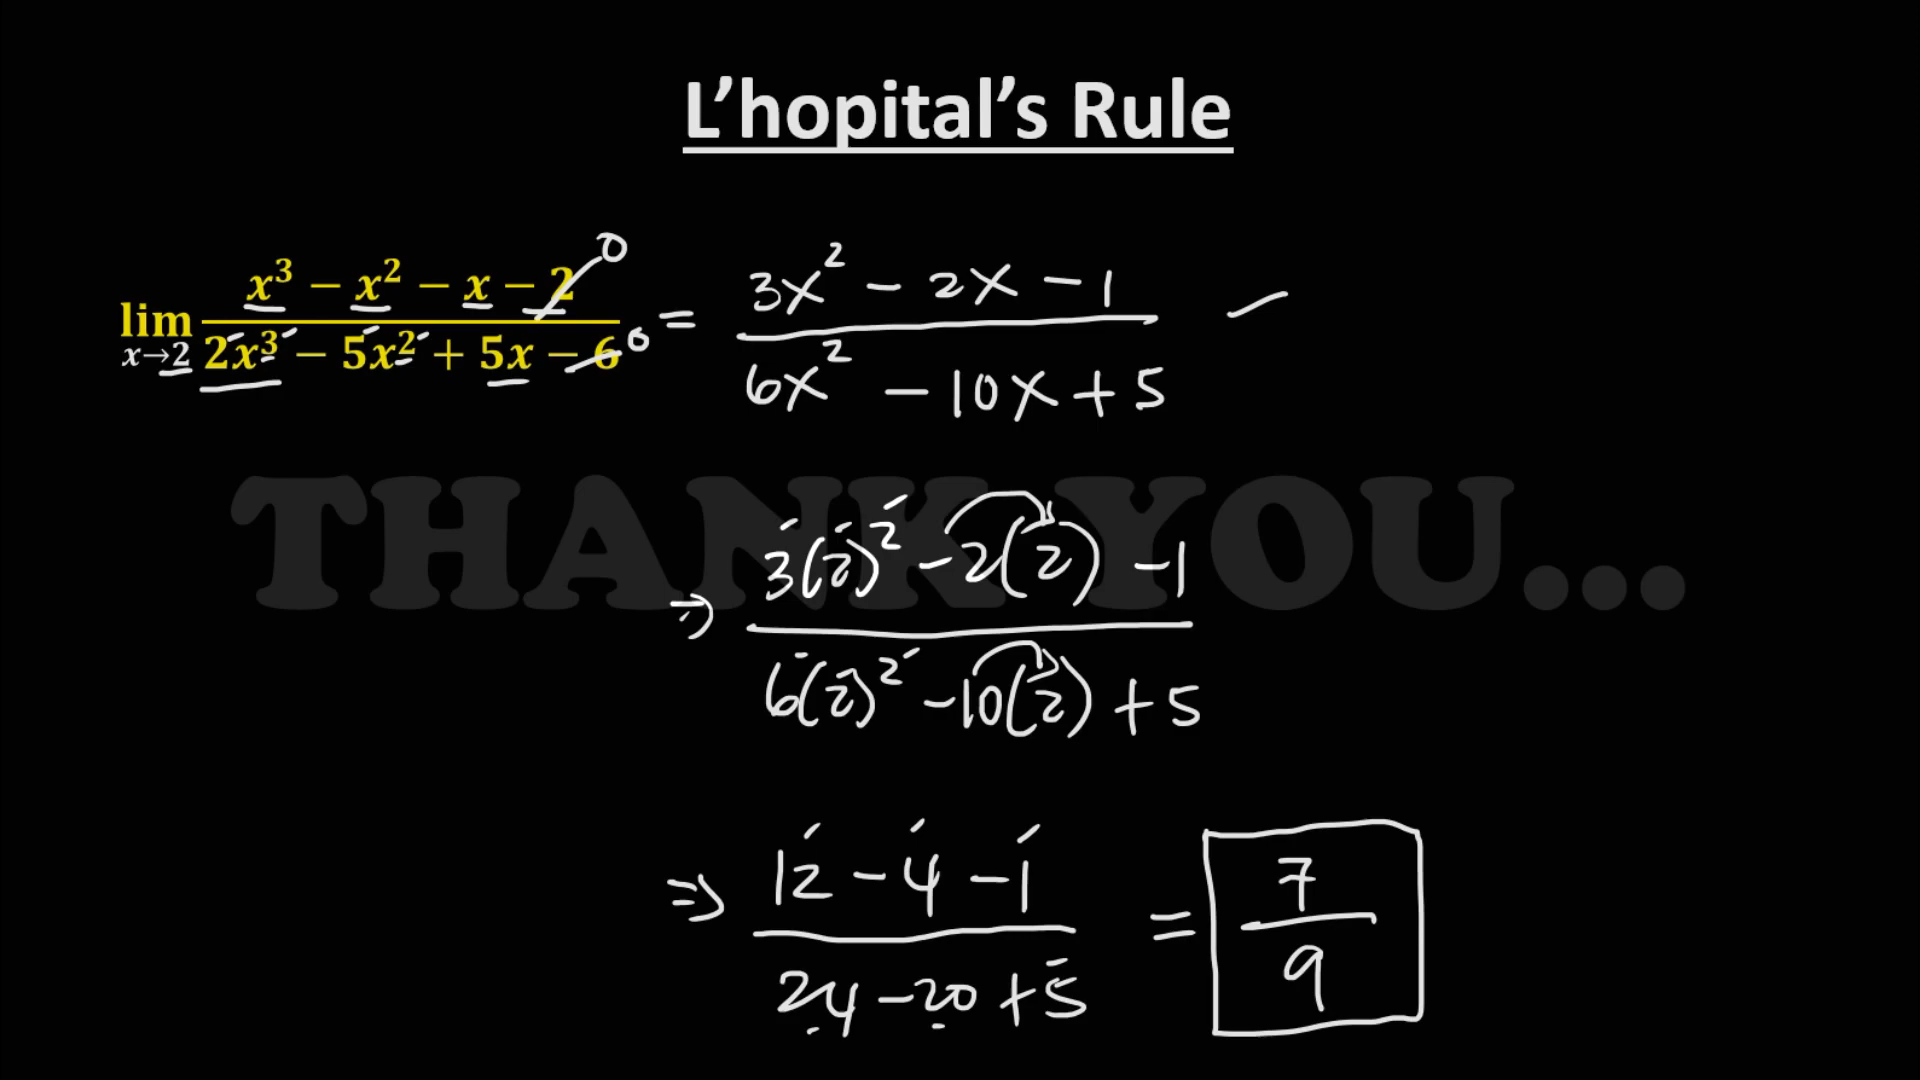 L’hopital’s Rule
lim x→2 (x³ − x² − x − 2)/(2x³ − 5x² + 5x − 6) 0 0 = (3x² − 2x − 1)/(6x² − 10x + 5)
THANK YOU...
⇒ (3(2)² − 2(2) − 1)/(6(2)² − 10(2) + 5)
⇒ (12 − 4 − 1)/(24 − 20 + 5) = 7/9